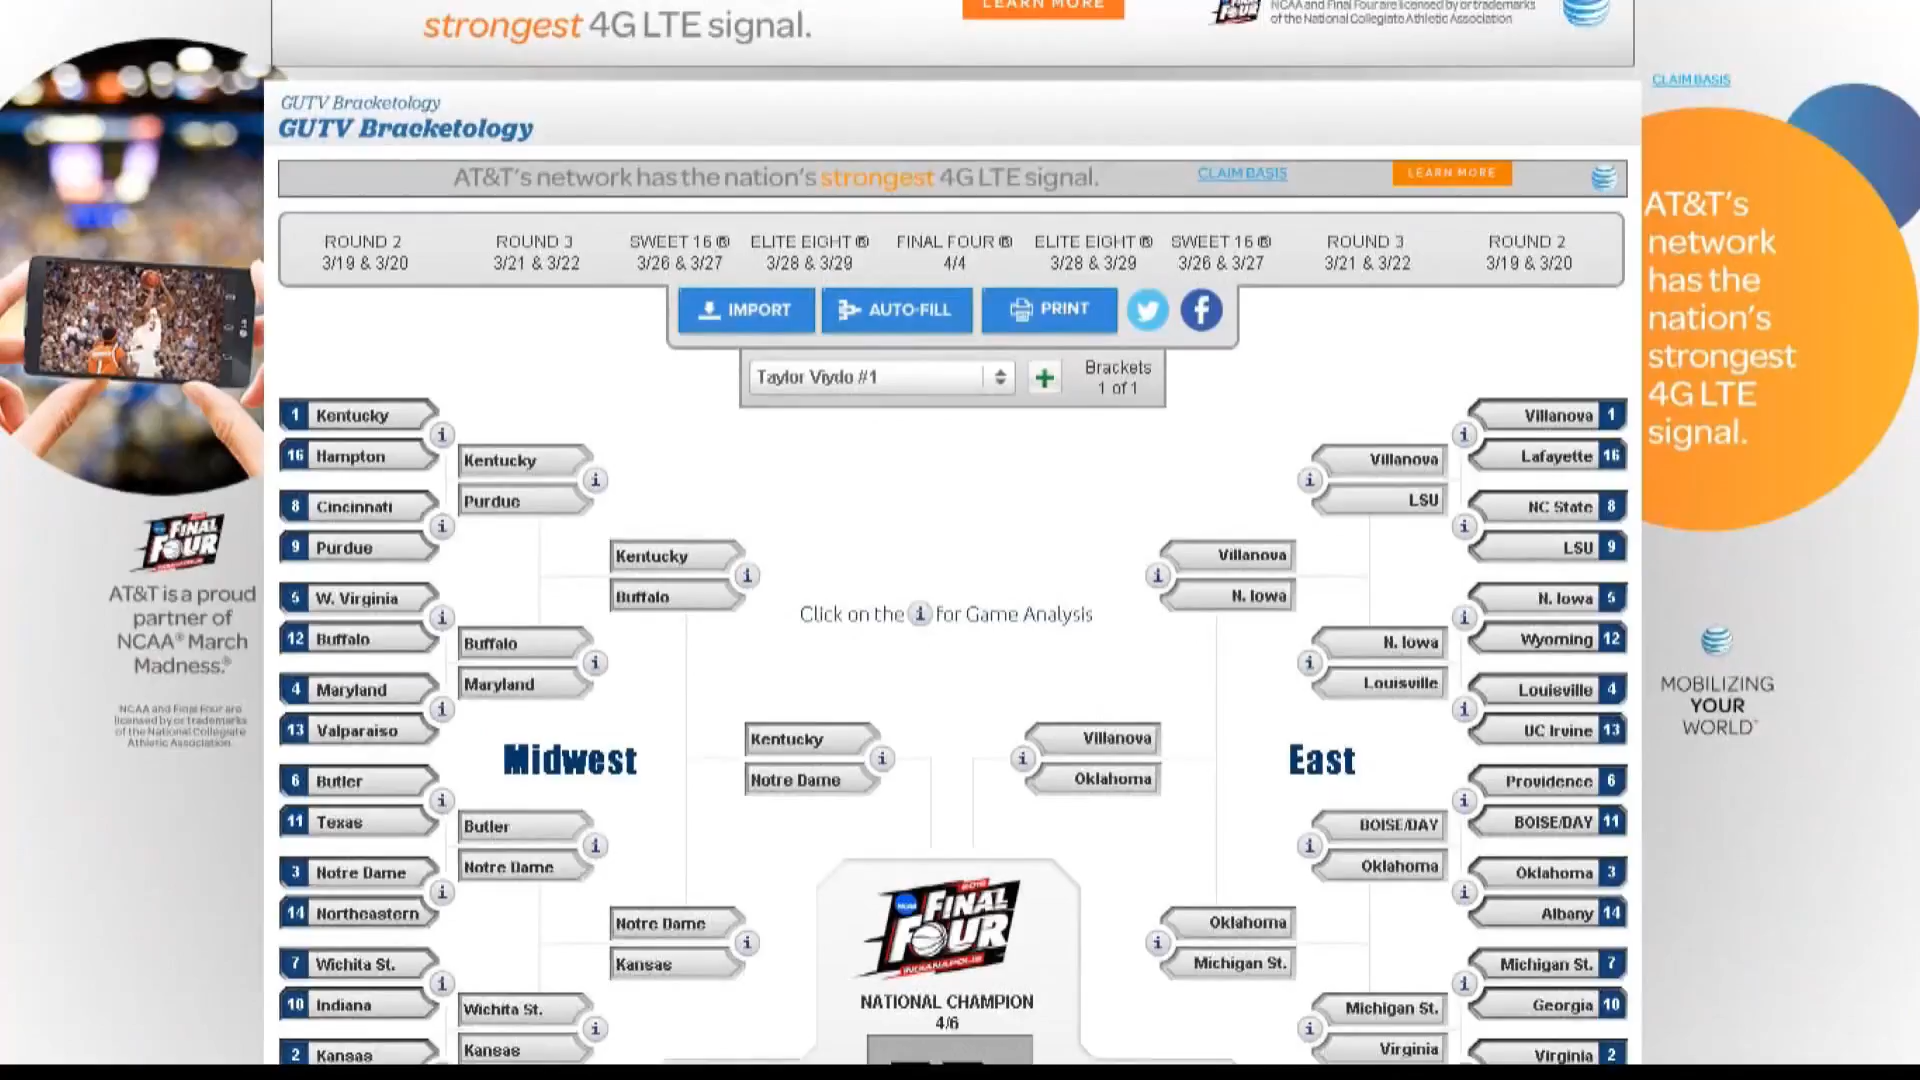 strongest 4G LTE signal.
LEARN MORE
NCAA and Final Four are licensed by or trademarks
of the National Collegiate Athletic Association
CLAIM BASIS
GUTV Bracketology
GUTV Bracketology
AT&T's network has the nation's strongest 4G LTE signal.
CLAIM BASIS
LEARN MORE
ROUND 2
3/19 & 3/20
ROUND 3
3/21 & 3/22
SWEET 16®
3/26 & 3/27
ELITE EIGHT®
3/28 & 3/29
FINAL FOUR®
4/4
ELITE EIGHT®
3/28 & 3/29
SWEET 16®
3/26 & 3/27
ROUND 3
3/21 & 3/22
ROUND 2
3/19 & 3/20
IMPORT
AUTO-FILL
PRINT
Taylor Viydo #1
Brackets
1 of 1
1 Kentucky
16 Hampton
8 Cincinnati
9 Purdue
5 W. Virginia
12 Buffalo
4 Maryland
13 Valparaiso
6 Butler
11 Texas
3 Notre Dame
14 Northeastern
7 Wichita St.
10 Indiana
2 Kansas
Kentucky
Purdue
Buffalo
Maryland
Butler
Notre Dame
Wichita St.
Kansas
Kentucky
Buffalo
Notre Dame
Kansas
Midwest
Kentucky
Notre Dame
Click on the i for Game Analysis
Villanova
Oklahoma
East
Villanova
N. Iowa
Oklahoma
Michigan St.
Villanova
LSU
N. Iowa
Louisville
BOISE/DAY
Oklahoma
Michigan St.
Virginia
Villanova 1
Lafayette 16
NC State 8
LSU 9
N. Iowa 5
Wyoming 12
Louisville 4
UC Irvine 13
Providence 6
BOISE/DAY 11
Oklahoma 3
Albany 14
Michigan St. 7
Georgia 10
Virginia 2
NCAA
FINAL
FOUR
INDIANAPOLIS
NATIONAL CHAMPION
4/6
FINAL
FOUR
AT&T is a proud
partner of
NCAA® March
Madness.®
NCAA and Final Four are
licensed by or trademarks
of the National Collegiate
Athletic Association.
AT&T's
network
has the
nation's
strongest
4G LTE
signal.
MOBILIZING
YOUR
WORLD™